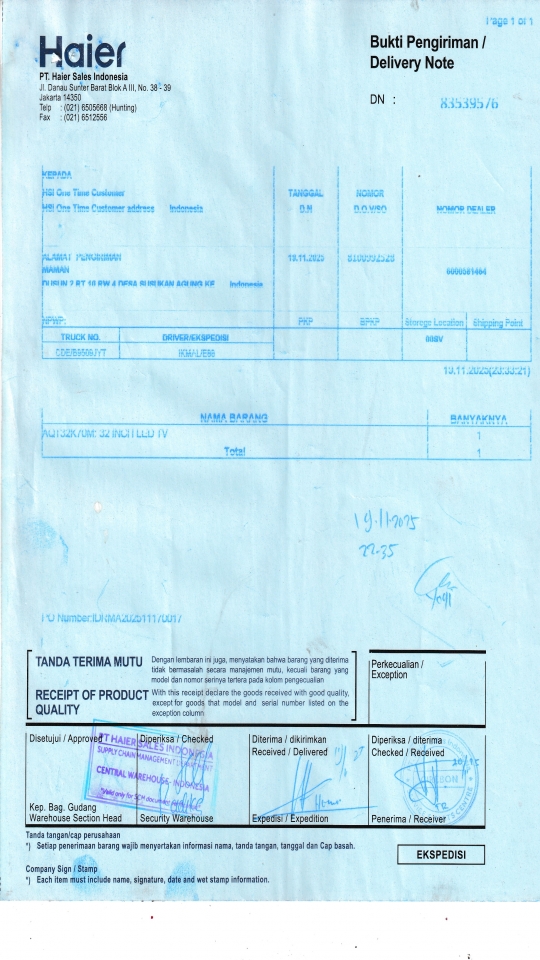 Page 1 of 1
Haier
Bukti Pengiriman /
Delivery Note
PT. Haier Sales Indonesia
Jl. Danau Sunter Barat Blok A III, No. 38 - 39
Jakarta 14350
Telp : (021) 6505668 (Hunting)
Fax : (021) 6512556
DN : 83539576
KEPADA
HSI One Time Customer
HSI One Time Customer address Indonesia
TANGGAL
D.N
NOMOR
D.O.V/SO
NOMOR DEALER
ALAMAT PENGIRIMAN
MAMAN
Indonesia
19.11.2025
NPWP:
PKP
Storage Location
Shipping Point
TRUCK NO.
DRIVER/EKSPEDISI
19.11.2025(23:33:21)
NAMA BARANG
BANYAKNYA
AQT32K70M: 32 INCH LED TV
1
Total
1
19.11.2025
22.35
PO Number:IDRMA202511170017
TANDA TERIMA MUTU
Dengan lembaran ini juga, menyatakan bahwa barang yang diterima
tidak bermasalah secara manajemen mutu, kecuali barang yang
model dan nomor serinya tertera pada kolom pengecualian
RECEIPT OF PRODUCT
QUALITY
With this receipt declare the goods received with good quality,
except for goods that model and serial number listed on the
exception column
Perkecualian /
Exception
Disetujui / Approved
Diperiksa / Checked
Diterima / dikirimkan
Received / Delivered
Diperiksa / diterima
Checked / Received
PT HAIER SALES INDONESIA
SUPPLY CHAIN MANAGEMENT DEPARTMENT
CENTRAL WAREHOUSE - INDONESIA
Kep. Bag. Gudang
Warehouse Section Head
Security Warehouse
Expedisi / Expedition
Penerima / Receiver
Tanda tangan/cap perusahaan
*) Setiap penerimaan barang wajib menyertakan informasi nama, tanda tangan, tanggal dan Cap basah.
EKSPEDISI
Company Sign / Stamp
*) Each item must include name, signature, date and wet stamp information.